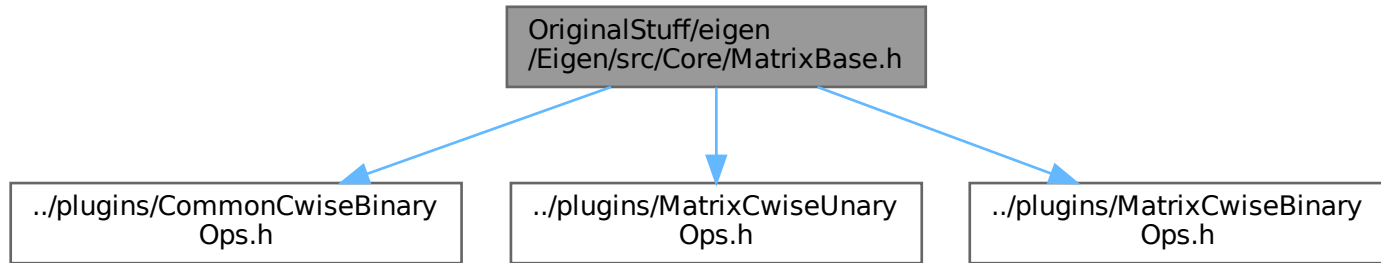 OriginalStuff/eigen
/Eigen/src/Core/MatrixBase.h
../plugins/CommonCwiseBinary
Ops.h
../plugins/MatrixCwiseUnary
Ops.h
../plugins/MatrixCwiseBinary
Ops.h